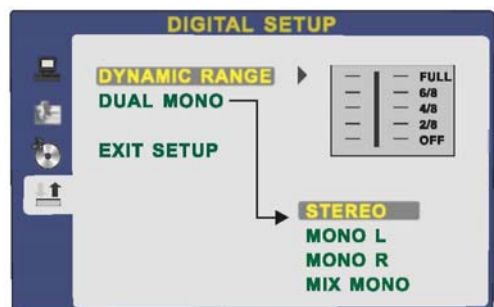 DIGITAL SETUP
DYNAMIC RANGE
DUAL MONO
EXIT SETUP
FULL
6/8
4/8
2/8
OFF
STEREO
MONO L
MONO R
MIX MONO